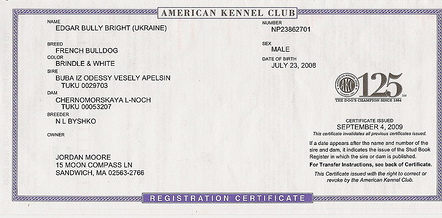 AMERICAN KENNEL CLUB
NAME
EDGAR BULLY BRIGHT (UKRAINE)
NUMBER
NP23862701
BREED
FRENCH BULLDOG
SEX
MALE
COLOR
BRINDLE & WHITE
DATE OF BIRTH
JULY 23, 2008
SIRE
BUBA IZ ODESSY VESELY APELSIN
TUKU 0029703
DAM
CHERNOMORSKAYA L-NOCH
TUKU 00053207
BREEDER
N L BYSHKO
OWNER
JORDAN MOORE
15 MOON COMPASS LN
SANDWICH, MA 02563-2766
AKC 125
THE DOG'S CHAMPION SINCE 1884
CERTIFICATE ISSUED
SEPTEMBER 4, 2009
This certificate invalidates all previous certificates issued.
If a date appears after the name and number of the
sire and dam, it indicates the issue of the Stud Book
Register in which the sire or dam is published.
For Transfer Instructions, see back of Certificate.
This Certificate issued with the right to correct or
revoke by the American Kennel Club.
REGISTRATION CERTIFICATE